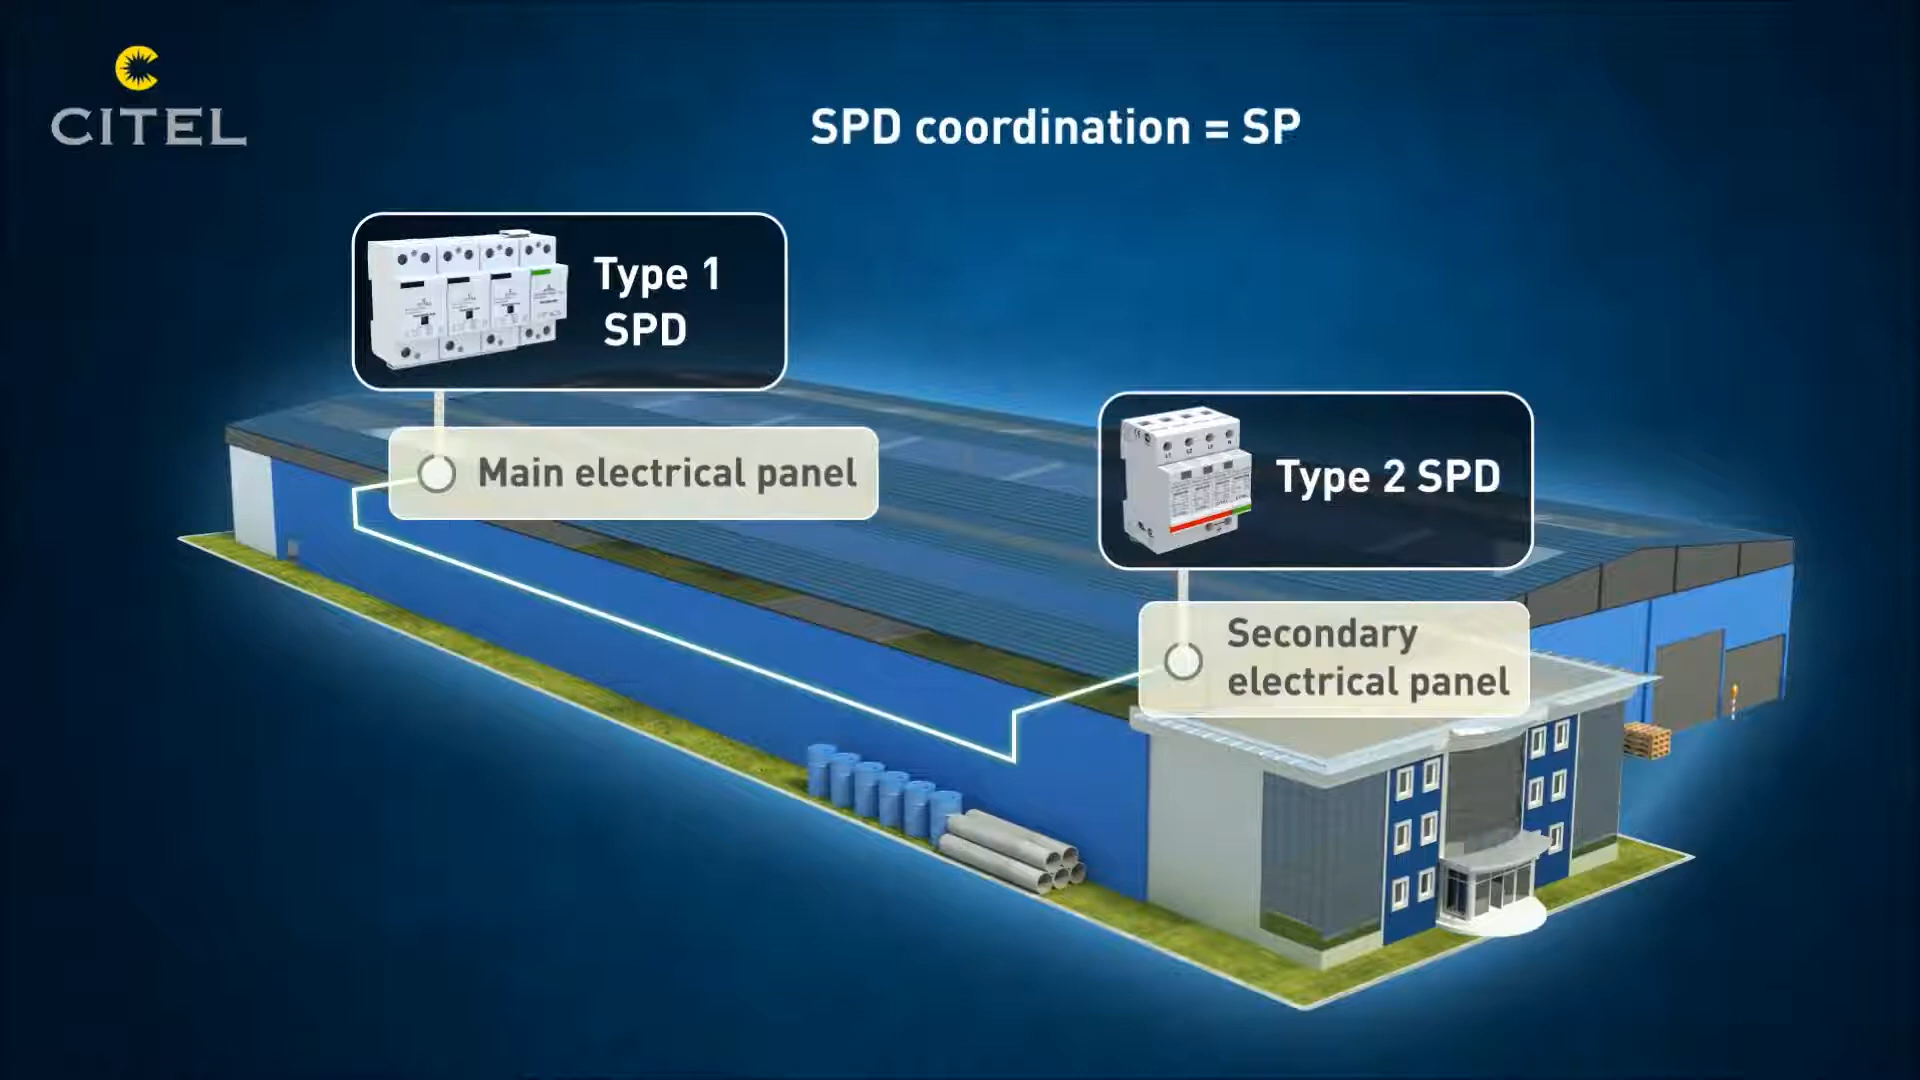 CITEL
SPD coordination = SP
Type 1
SPD
Main electrical panel
Type 2 SPD
Secondary
electrical panel